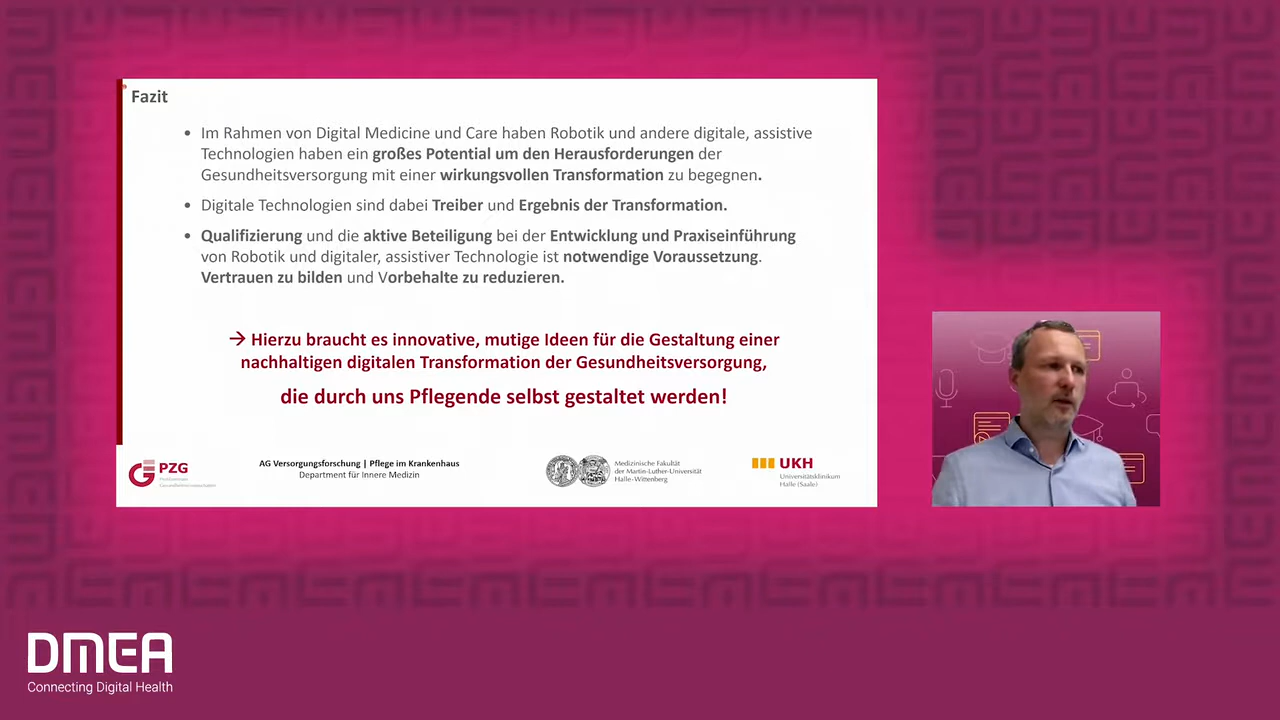 Fazit
• Im Rahmen von Digital Medicine und Care haben Robotik und andere digitale, assistive
Technologien haben ein großes Potential um den Herausforderungen der
Gesundheitsversorgung mit einer wirkungsvollen Transformation zu begegnen.
• Digitale Technologien sind dabei Treiber und Ergebnis der Transformation.
• Qualifizierung und die aktive Beteiligung bei der Entwicklung und Praxiseinführung
von Robotik und digitaler, assistiver Technologie ist notwendige Voraussetzung.
Vertrauen zu bilden und Vorbehalte zu reduzieren.
→ Hierzu braucht es innovative, mutige Ideen für die Gestaltung einer
nachhaltigen digitalen Transformation der Gesundheitsversorgung,
die durch uns Pflegende selbst gestaltet werden!
PZG
AG Versorgungsforschung | Pflege im Krankenhaus
Department für Innere Medizin
Medizinische Fakultät
der Martin-Luther-Universität
Halle-Wittenberg
UKH
Universitätsklinikum
Halle (Saale)
DMEA
Connecting Digital Health